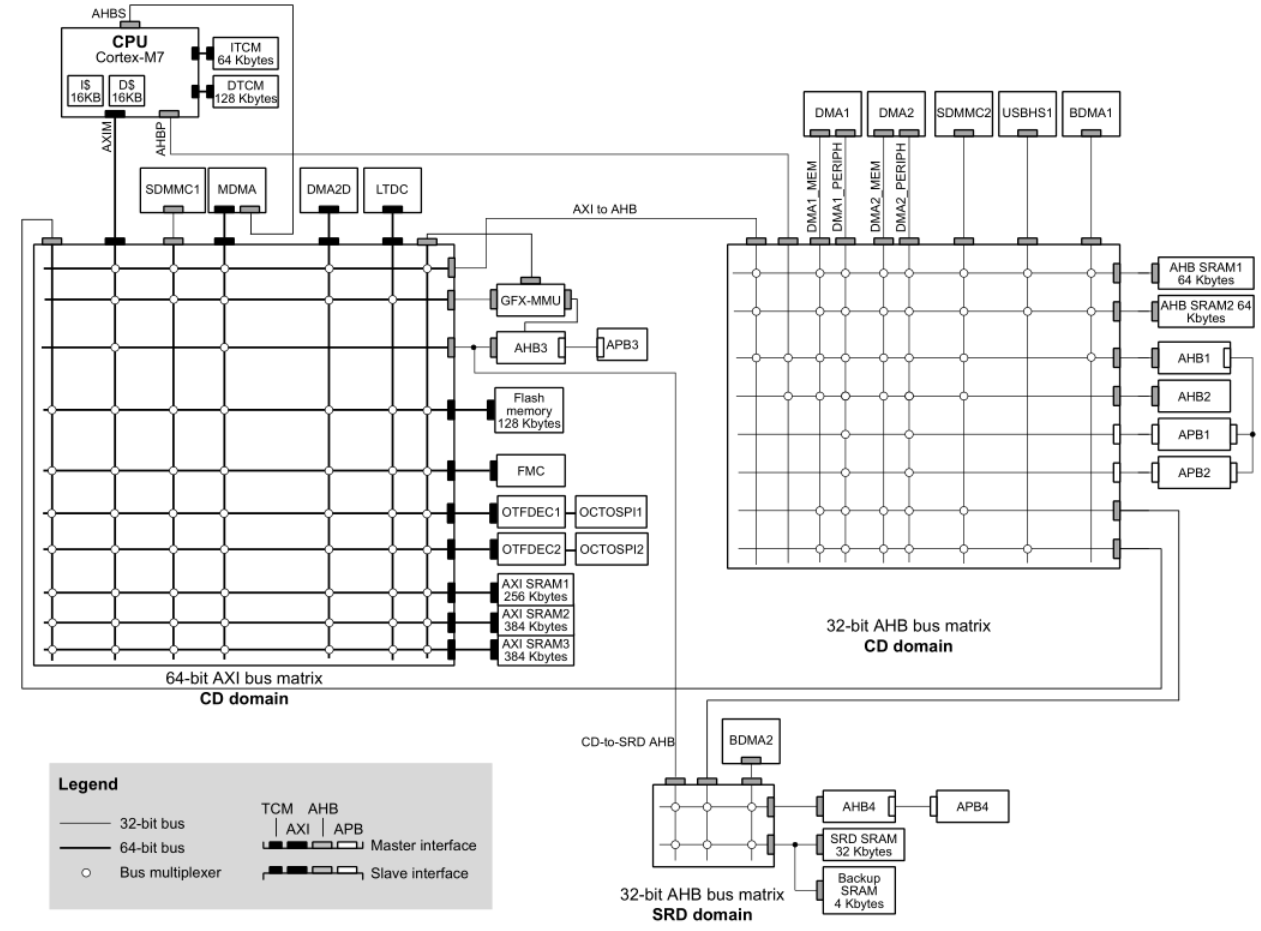 AHBS
CPU
Cortex-M7
I$
16KB
D$
16KB
ITCM
64 Kbytes
DTCM
128 Kbytes
AXIM
AHBP
SDMMC1
MDMA
DMA2D
LTDC
AXI to AHB
DMA1
DMA2
SDMMC2
USBHS1
BDMA1
DMA1_MEM
DMA1_PERIPH
DMA2_MEM
DMA2_PERIPH
GFX-MMU
AHB3
APB3
Flash
memory
128 Kbytes
FMC
OTFDEC1
OCTOSPI1
OTFDEC2
OCTOSPI2
AXI SRAM1
256 Kbytes
AXI SRAM2
384 Kbytes
AXI SRAM3
384 Kbytes
64-bit AXI bus matrix
CD domain
AHB SRAM1
64 Kbytes
AHB SRAM2 64
Kbytes
AHB1
AHB2
APB1
APB2
32-bit AHB bus matrix
CD domain
CD-to-SRD AHB
BDMA2
AHB4
APB4
SRD SRAM
32 Kbytes
Backup
SRAM
4 Kbytes
32-bit AHB bus matrix
SRD domain
Legend
32-bit bus
64-bit bus
Bus multiplexer
TCM AHB
AXI APB
Master interface
Slave interface